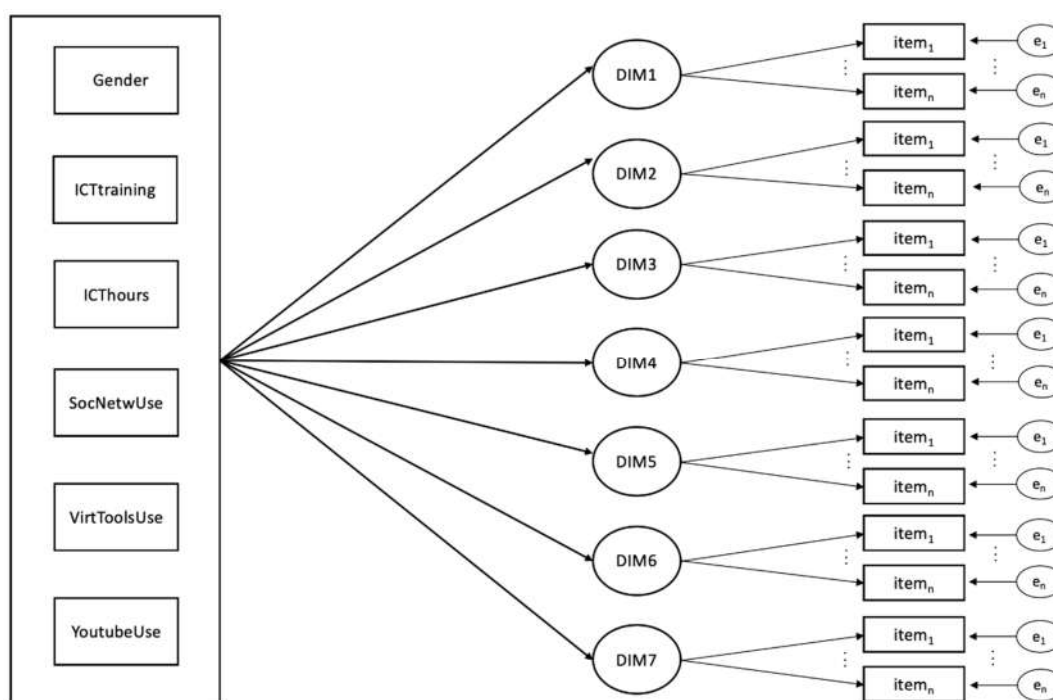 Gender
ICTtraining
ICThours
SocNetwUse
VirtToolsUse
YoutubeUse
DIM1
item₁
e₁
itemₙ
eₙ
DIM2
item₁
e₁
itemₙ
eₙ
DIM3
item₁
e₁
itemₙ
eₙ
DIM4
item₁
e₁
itemₙ
eₙ
DIM5
item₁
e₁
itemₙ
eₙ
DIM6
item₁
e₁
itemₙ
eₙ
DIM7
item₁
e₁
itemₙ
eₙ